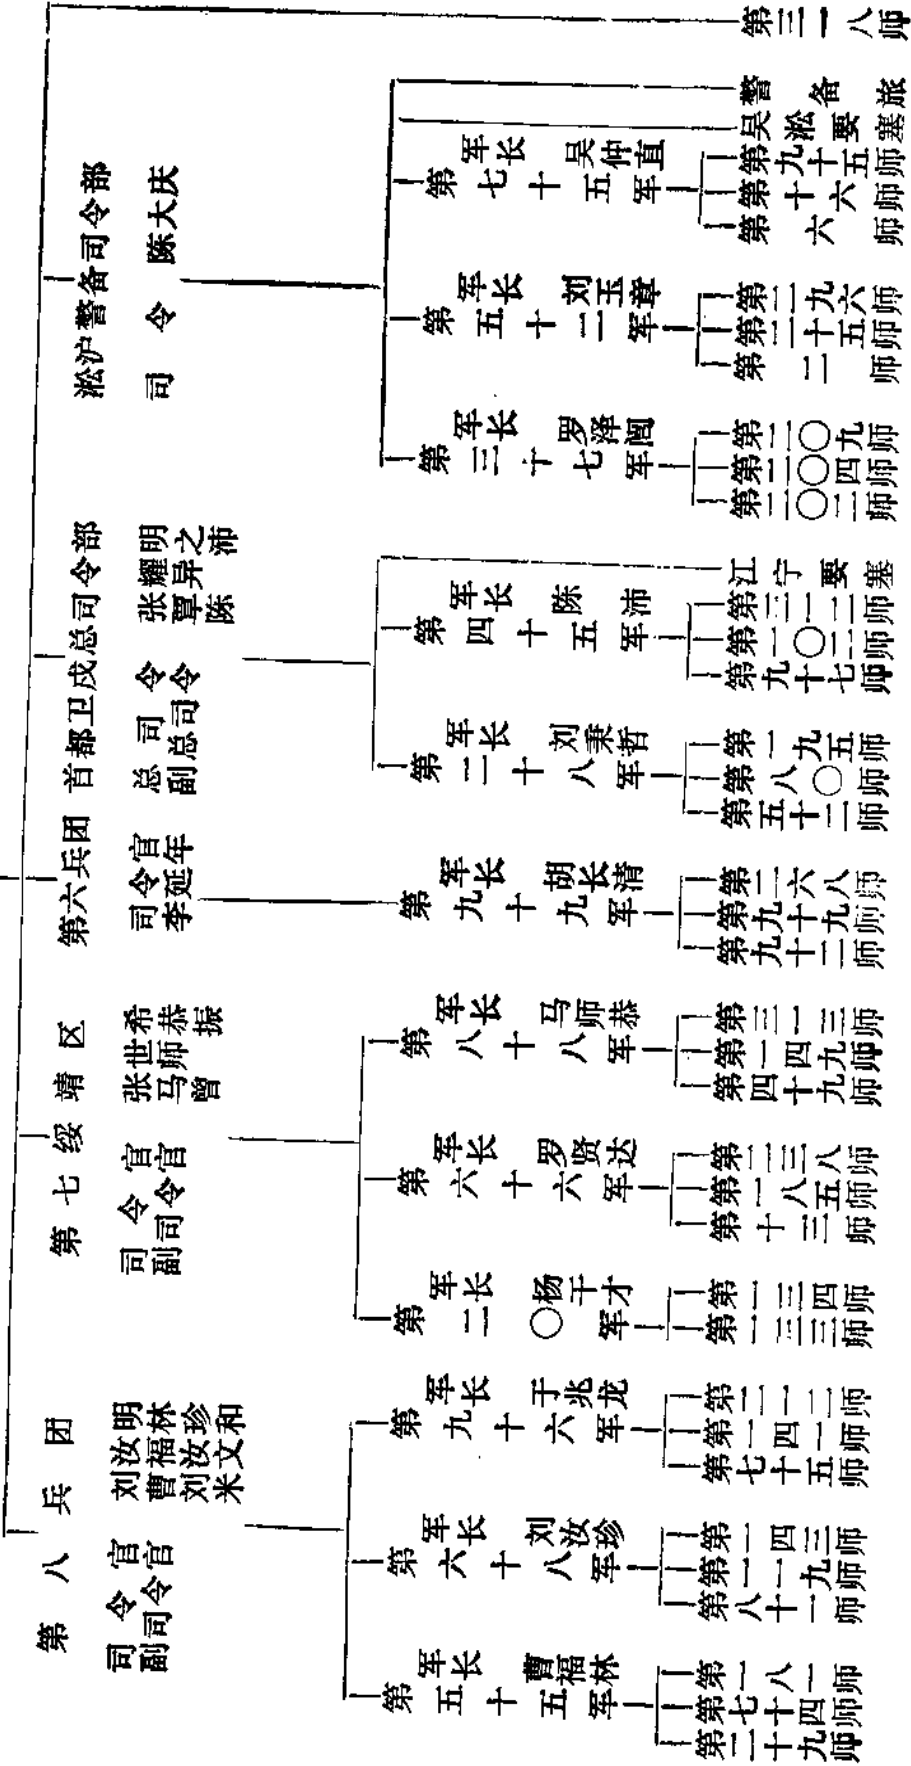 第三一八师
淞沪警备司令部
司令 陈大庆
警备旅
吴淞要塞
军长 吴仲直
第七十五军
第九十五师
第十六师
第六师
军长 刘玉章
第五十二军
第二九六师
第二十五师
第二师
军长 罗泽闿
第三十七军
第二〇九师
第二〇四师
第二〇二师
首都卫戍总司令部
总司令 张耀明
副总司令 覃异之
陈沛
江宁要塞
军长 陈沛
第四十五军
第三一二师
第一〇二师
第九十七师
军长 刘秉哲
第二十八军
第一九五师
第八〇师
第五十二师
第六兵团
司令官
李延年
军长 胡长清
第九十九军
第二六八师
第九十九师
第九十二师
第七绥靖区
司令官 张世希
副司令官 马师恭
曾振
军长 马师恭
第八十八军
第三一三师
第一四九师
第四十九师
军长 罗贤达
第六十六军
第二三八师
第一八五师
第十三师
军长 杨干才
第二〇军
第一三四师
第一三三师
第八兵团
司令官 刘汝明
副司令官 曹福林
刘汝珍
米文和
军长 于兆龙
第九十六军
第二一二师
第一四一师
第七十五师
军长 刘汝珍
第六十八军
第一四三师
第一一九师
第八十一师
军长 曹福林
第五十五军
第一八一师
第七十四师
第二十九师